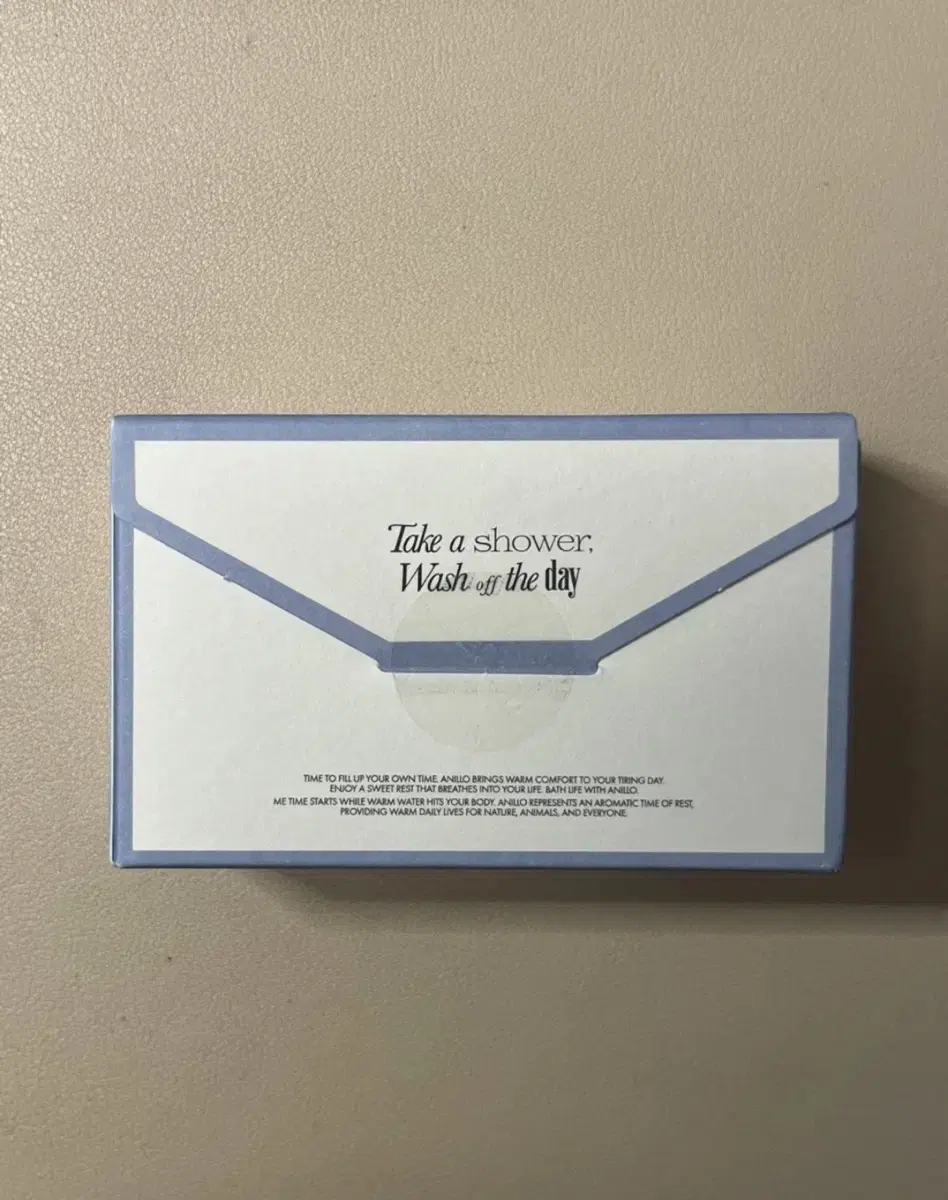 Take a shower,
Wash off the day
TIME TO FILL UP YOUR OWN TIME. ANILLO BRINGS WARM COMFORT TO YOUR TIRING DAY.
ENJOY A SWEET REST THAT BREATHES INTO YOUR LIFE. BATH LIFE WITH ANILLO.
ME TIME STARTS WHILE WARM WATER HITS YOUR BODY. ANILLO REPRESENTS AN AROMATIC TIME OF REST,
PROVIDING WARM DAILY LIVES FOR NATURE, ANIMALS, AND EVERYONE.